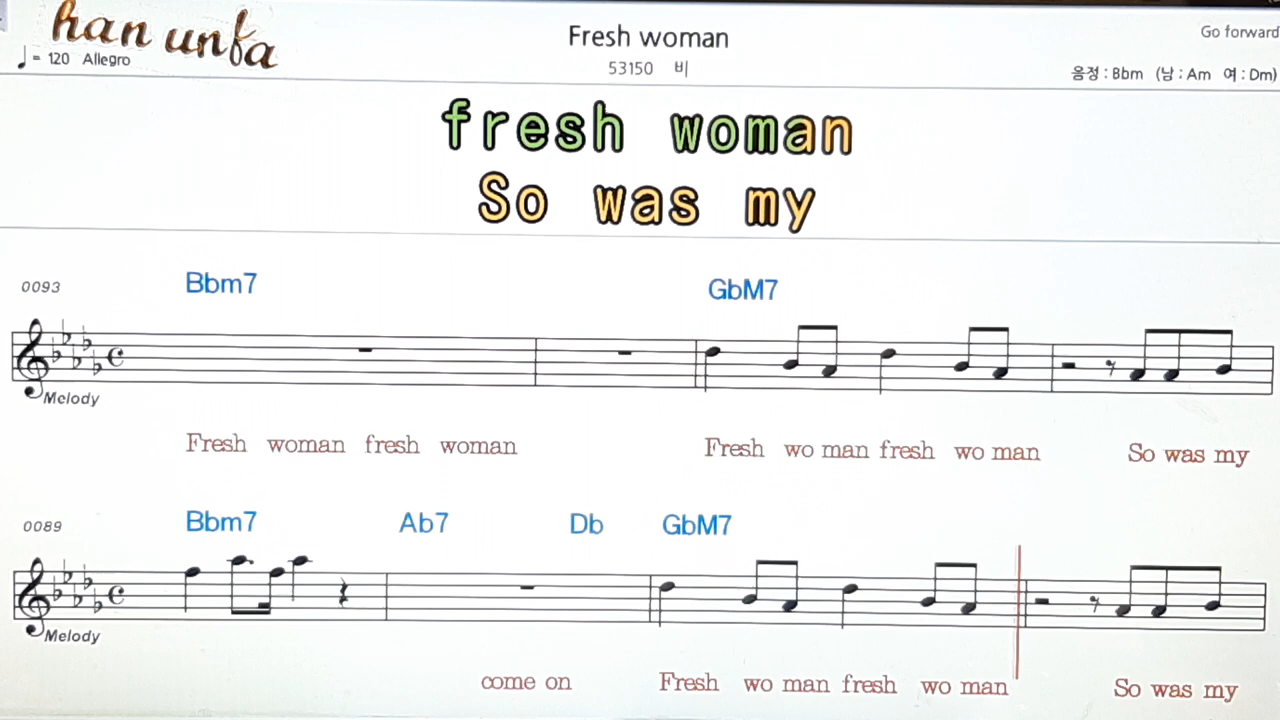 han unfa
Fresh woman
Go forward
♩ = 120 Allegro
53150 비
음정 : Bbm (남 : Am 여 : Dm)
fresh woman
So was my
0093 Bbm7 GbM7
Melody
Fresh woman fresh woman Fresh wo man fresh wo man So was my
0089 Bbm7 Ab7 Db GbM7
Melody
come on Fresh wo man fresh wo man So was my